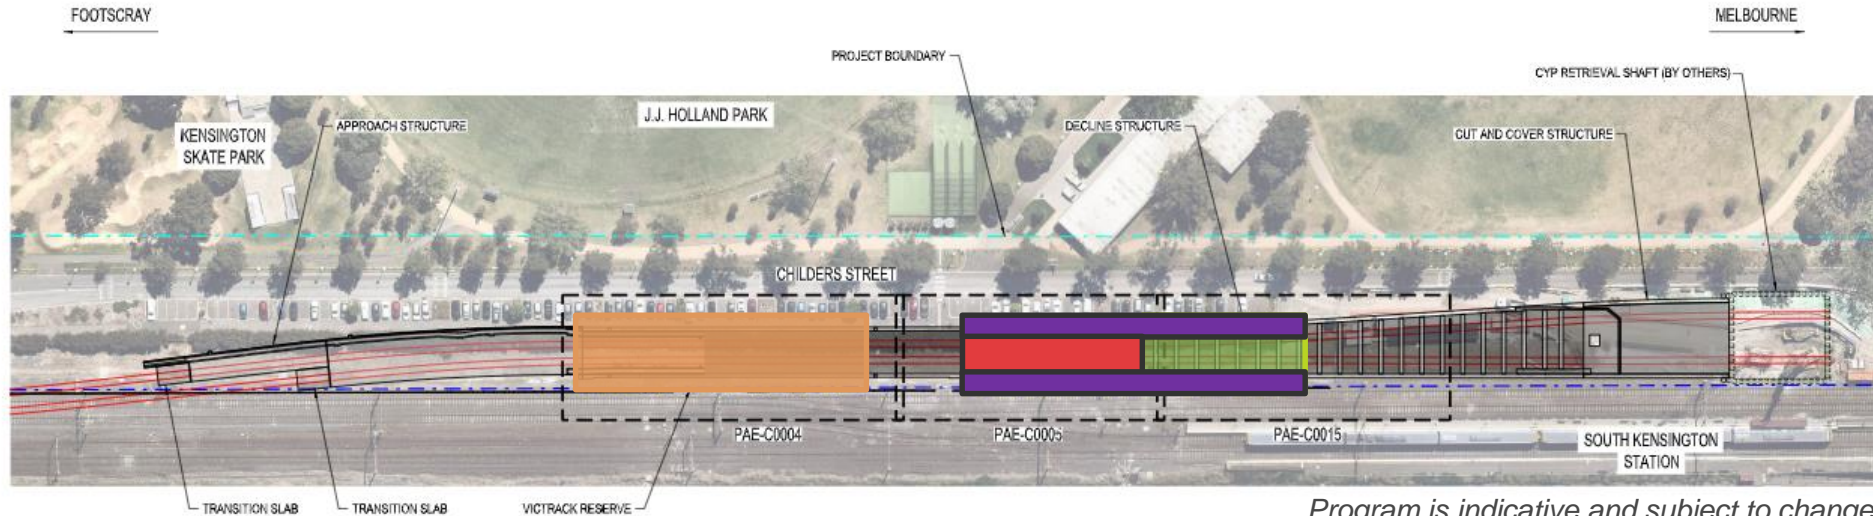 FOOTSCRAY
MELBOURNE
PROJECT BOUNDARY
CYP RETRIEVAL SHAFT (BY OTHERS)
KENSINGTON
SKATE PARK
APPROACH STRUCTURE
J.J. HOLLAND PARK
DECLINE STRUCTURE
CUT AND COVER STRUCTURE
CHILDERS STREET
PAE-C0004
PAE-C0005
PAE-C0015
SOUTH KENSINGTON
STATION
TRANSITION SLAB
TRANSITION SLAB
VICTRACK RESERVE
Program is indicative and subject to change